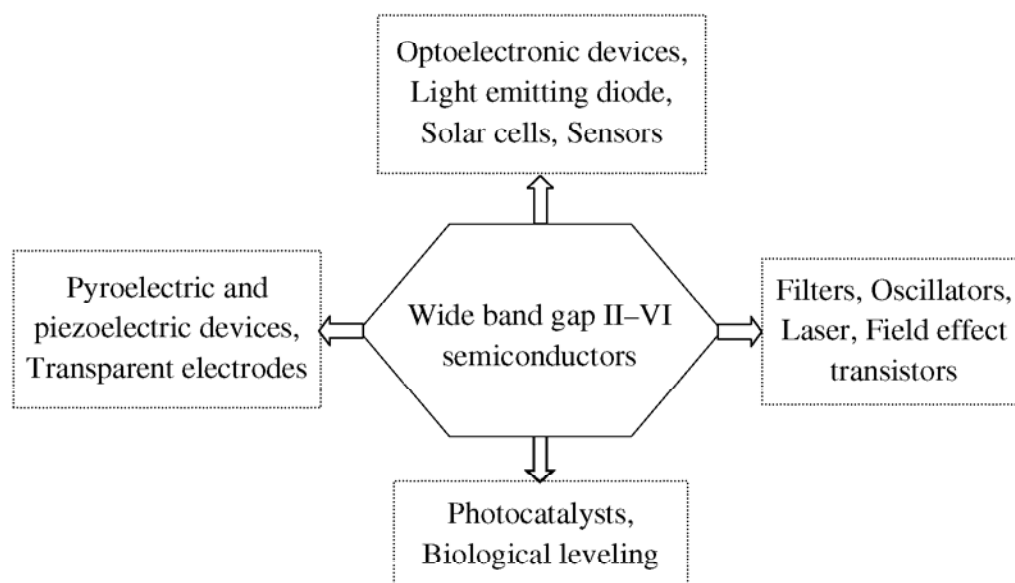 Optoelectronic devices,
Light emitting diode,
Solar cells, Sensors
Pyroelectric and
piezoelectric devices,
Transparent electrodes
Wide band gap II–VI
semiconductors
Filters, Oscillators,
Laser, Field effect
transistors
Photocatalysts,
Biological leveling